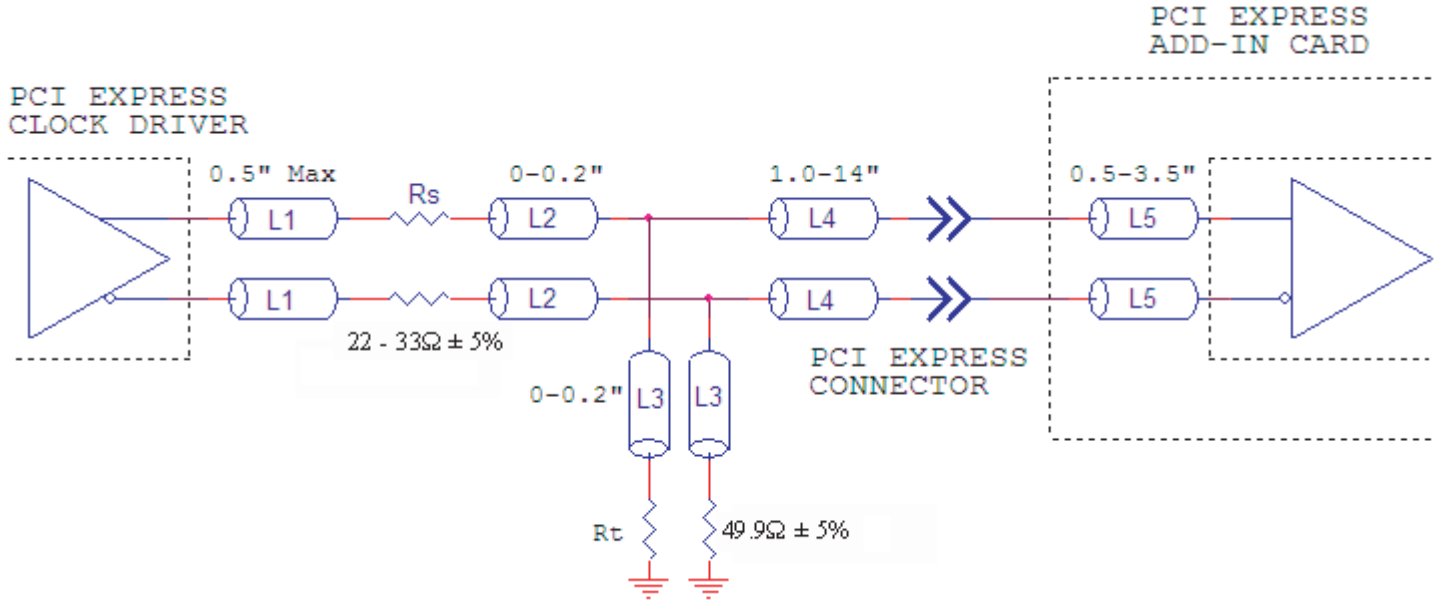 PCI EXPRESS
ADD-IN CARD
PCI EXPRESS
CLOCK DRIVER
0.5" Max
Rs
0-0.2"
1.0-14"
0.5-3.5"
L1
L2
L4
L5
L1
L2
L4
L5
22 - 33Ω ± 5%
PCI EXPRESS
CONNECTOR
0-0.2"
L3
L3
Rt
49.9Ω ± 5%